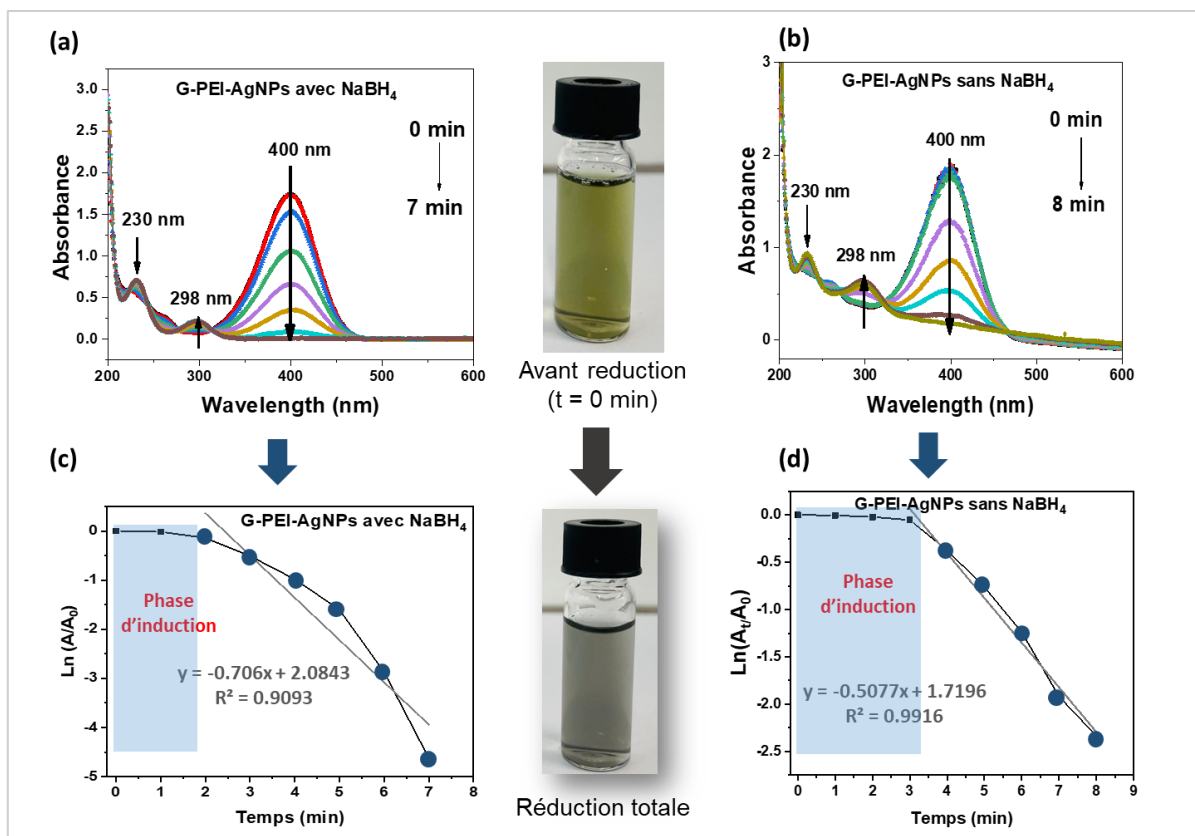 (a)
G-PEI-AgNPs avec NaBH₄
0 min
400 nm
7 min
230 nm
298 nm
3.0
2.5
2.0
1.5
1.0
0.5
0.0
Absorbance
200 300 400 500 600
Wavelength (nm)
Avant reduction
(t = 0 min)
(b)
G-PEI-AgNPs sans NaBH₄
0 min
400 nm
8 min
230 nm
298 nm
3
2
1
0
Absorbance
200 300 400 500 600
Wavelength (nm)
(c)
G-PEI-AgNPs avec NaBH₄
0
-1
-2
-3
-4
-5
Ln (A/A₀)
Phase
d'induction
y = -0.706x + 2.0843
R² = 0.9093
0 1 2 3 4 5 6 7 8
Temps (min)
Réduction totale
(d)
G-PEI-AgNPs sans NaBH₄
0.0
-0.5
-1.0
-1.5
-2.0
-2.5
Ln(Aₜ/A₀)
Phase
d'induction
y = -0.5077x + 1.7196
R² = 0.9916
0 1 2 3 4 5 6 7 8 9
Temps (min)